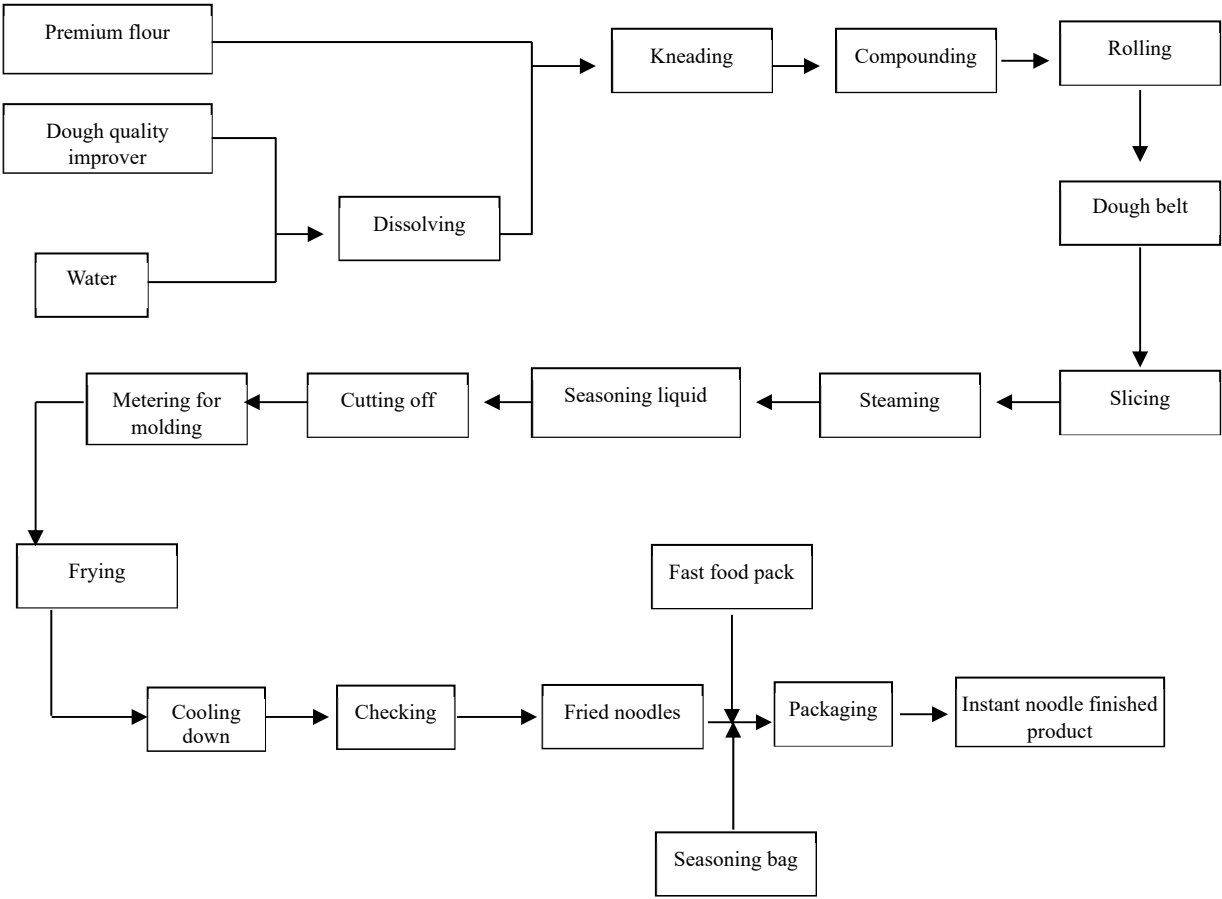 Premium flour
Kneading
Compounding
Rolling
Dough quality
improver
Dissolving
Dough belt
Water
Metering for
molding
Cutting off
Seasoning liquid
Steaming
Slicing
Frying
Fast food pack
Cooling
down
Checking
Fried noodles
Packaging
Instant noodle finished
product
Seasoning bag